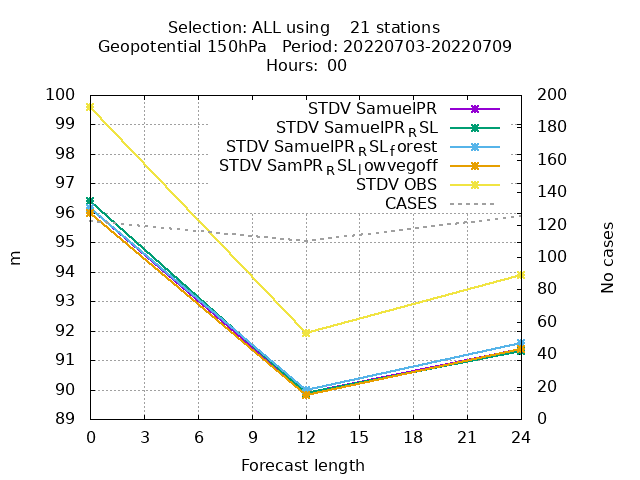 Selection: ALL using    21 stations
Geopotential 150hPa   Period: 20220703-20220709
Hours:  00
100
99
98
97
96
95
94
93
92
91
90
89
200
180
160
140
120
100
80
60
40
20
0
STDV SamuelPR
STDV SamuelPR_RSL
STDV SamuelPR_RSL_forest
STDV SamPR_RSL_lowvegoff
STDV OBS
CASES
m
No cases
0 3 6 9 12 15 18 21 24
Forecast length